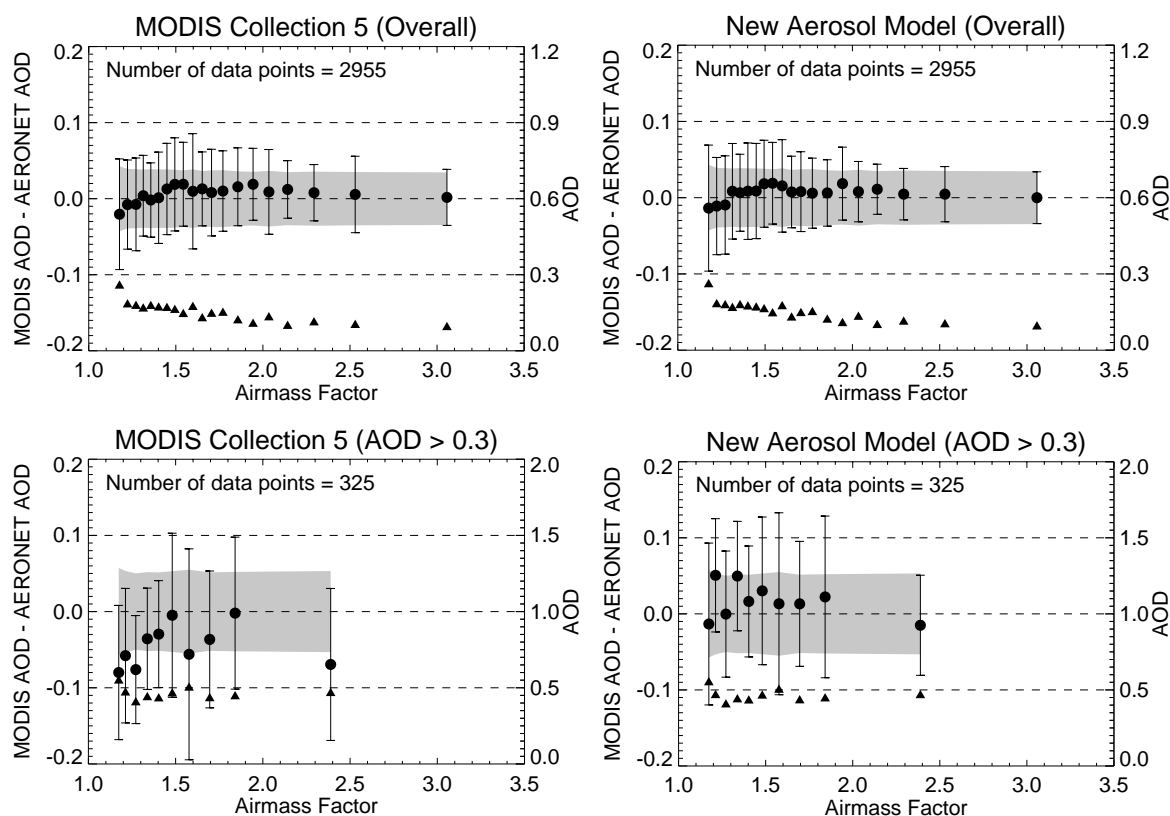 MODIS Collection 5 (Overall)
MODIS AOD - AERONET AOD
0.2
0.1
0.0
-0.1
-0.2
Number of data points = 2955
1.2
0.9
0.6
0.3
0.0
AOD
1.0 1.5 2.0 2.5 3.0 3.5
Airmass Factor
New Aerosol Model (Overall)
MODIS AOD - AERONET AOD
0.2
0.1
0.0
-0.1
-0.2
Number of data points = 2955
1.2
0.9
0.6
0.3
0.0
AOD
1.0 1.5 2.0 2.5 3.0 3.5
Airmass Factor
MODIS Collection 5 (AOD > 0.3)
MODIS AOD - AERONET AOD
0.2
0.1
0.0
-0.1
-0.2
Number of data points = 325
2.0
1.5
1.0
0.5
0.0
AOD
1.0 1.5 2.0 2.5 3.0 3.5
Airmass Factor
New Aerosol Model (AOD > 0.3)
MODIS AOD - AERONET AOD
0.2
0.1
0.0
-0.1
-0.2
Number of data points = 325
2.0
1.5
1.0
0.5
0.0
AOD
1.0 1.5 2.0 2.5 3.0 3.5
Airmass Factor